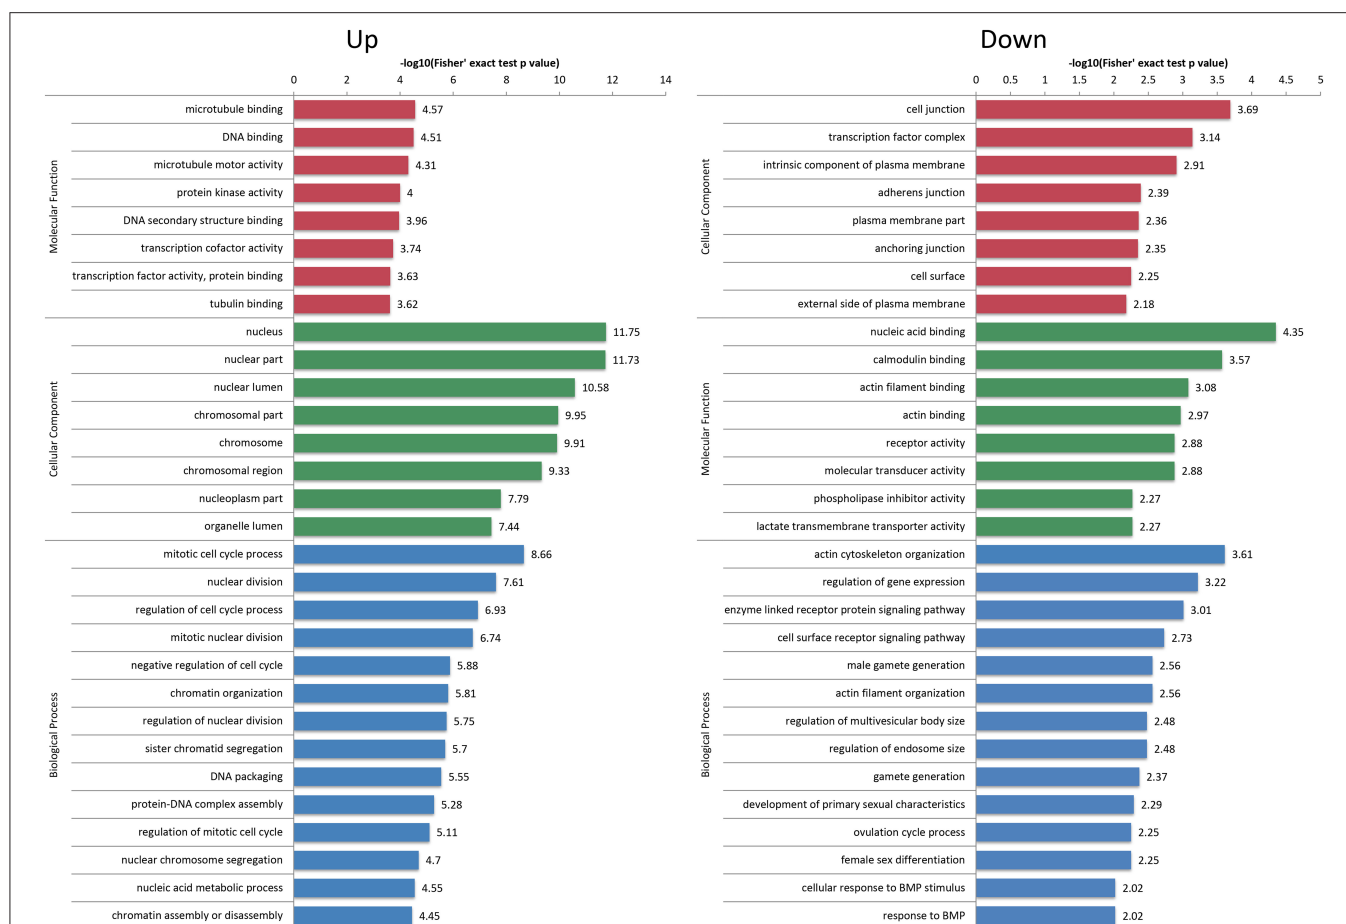 Up
-log10(Fisher' exact test p value)
0 2 4 6 8 10 12 14
Molecular Function
microtubule binding 4.57
DNA binding 4.51
microtubule motor activity 4.31
protein kinase activity 4
DNA secondary structure binding 3.96
transcription cofactor activity 3.74
transcription factor activity, protein binding 3.63
tubulin binding 3.62
Cellular Component
nucleus 11.75
nuclear part 11.73
nuclear lumen 10.58
chromosomal part 9.95
chromosome 9.91
chromosomal region 9.33
nucleoplasm part 7.79
organelle lumen 7.44
Biological Process
mitotic cell cycle process 8.66
nuclear division 7.61
regulation of cell cycle process 6.93
mitotic nuclear division 6.74
negative regulation of cell cycle 5.88
chromatin organization 5.81
regulation of nuclear division 5.75
sister chromatid segregation 5.7
DNA packaging 5.55
protein-DNA complex assembly 5.28
regulation of mitotic cell cycle 5.11
nuclear chromosome segregation 4.7
nucleic acid metabolic process 4.55
chromatin assembly or disassembly 4.45
Down
-log10(Fisher' exact test p value)
0 0.5 1 1.5 2 2.5 3 3.5 4 4.5 5
Cellular Component
cell junction 3.69
transcription factor complex 3.14
intrinsic component of plasma membrane 2.91
adherens junction 2.39
plasma membrane part 2.36
anchoring junction 2.35
cell surface 2.25
external side of plasma membrane 2.18
Molecular Function
nucleic acid binding 4.35
calmodulin binding 3.57
actin filament binding 3.08
actin binding 2.97
receptor activity 2.88
molecular transducer activity 2.88
phospholipase inhibitor activity 2.27
lactate transmembrane transporter activity 2.27
Biological Process
actin cytoskeleton organization 3.61
regulation of gene expression 3.22
enzyme linked receptor protein signaling pathway 3.01
cell surface receptor signaling pathway 2.73
male gamete generation 2.56
actin filament organization 2.56
regulation of multivesicular body size 2.48
regulation of endosome size 2.48
gamete generation 2.37
development of primary sexual characteristics 2.29
ovulation cycle process 2.25
female sex differentiation 2.25
cellular response to BMP stimulus 2.02
response to BMP 2.02